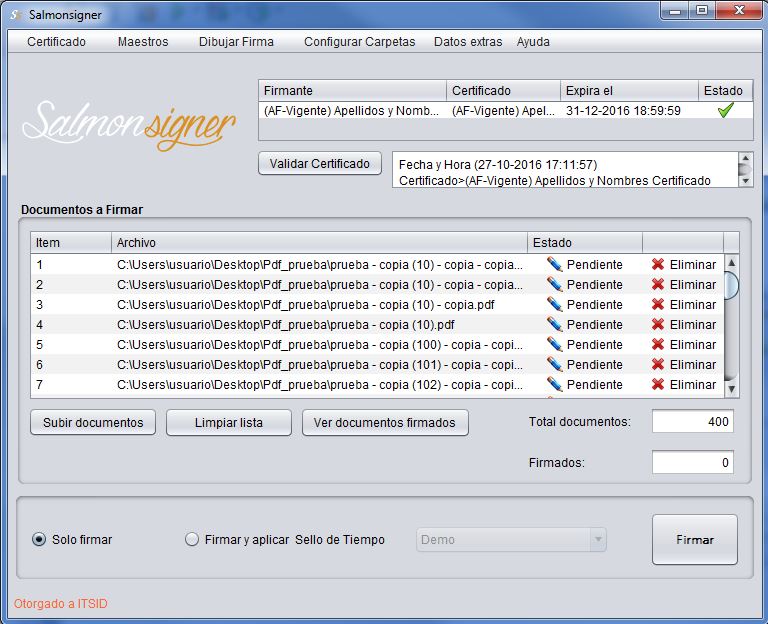 Salmonsigner
Certificado Maestros Dibujar Firma Configurar Carpetas Datos extras Ayuda
Salmonsigner
Firmante Certificado Expira el Estado
(AF-Vigente) Apellidos y Nomb... (AF-Vigente) Apel... 31-12-2016 18:59:59
Validar Certificado
Fecha y Hora (27-10-2016 17:11:57)
Certificado>(AF-Vigente) Apellidos y Nombres Certificado
Documentos a Firmar
Item Archivo Estado
1 C:\Users\usuario\Desktop\Pdf_prueba\prueba - copia (10) - copia - copia... Pendiente Eliminar
2 C:\Users\usuario\Desktop\Pdf_prueba\prueba - copia (10) - copia - copia... Pendiente Eliminar
3 C:\Users\usuario\Desktop\Pdf_prueba\prueba - copia (10) - copia.pdf Pendiente Eliminar
4 C:\Users\usuario\Desktop\Pdf_prueba\prueba - copia (10).pdf Pendiente Eliminar
5 C:\Users\usuario\Desktop\Pdf_prueba\prueba - copia (100) - copia - copi... Pendiente Eliminar
6 C:\Users\usuario\Desktop\Pdf_prueba\prueba - copia (101) - copia - copi... Pendiente Eliminar
7 C:\Users\usuario\Desktop\Pdf_prueba\prueba - copia (102) - copia - copi... Pendiente Eliminar
Subir documentos Limpiar lista Ver documentos firmados Total documentos: 400
Firmados: 0
Solo firmar Firmar y aplicar Sello de Tiempo Demo Firmar
Otorgado a ITSID